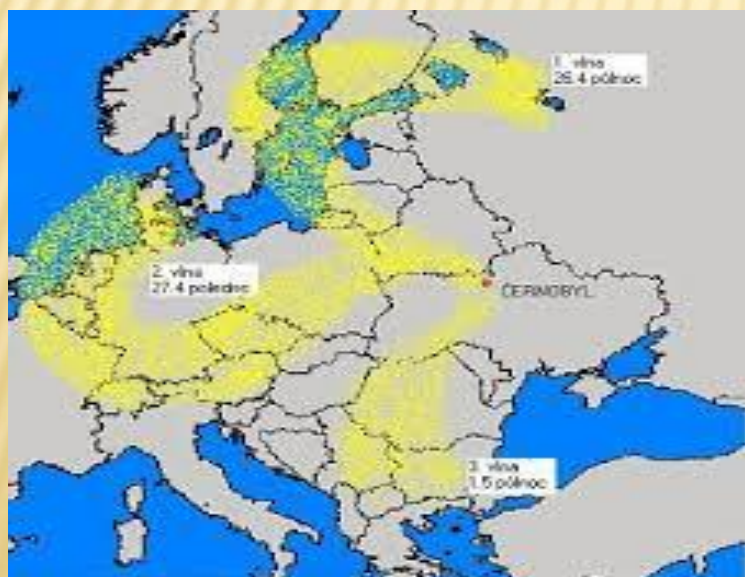 1. vlna
26.4 půlnoc
2. vlna
27.4 poledne
ČERNOBYL
3. vlna
1.5 půlnoc